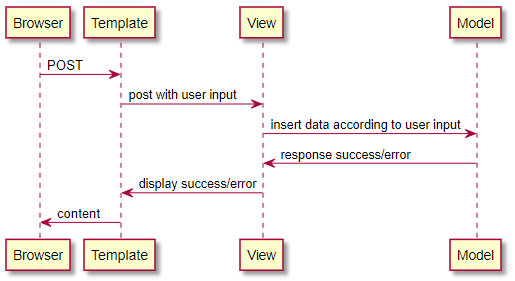 Browser Template View Model
POST
post with user input
insert data according to user input
response success/error
display success/error
content
Browser Template View Model